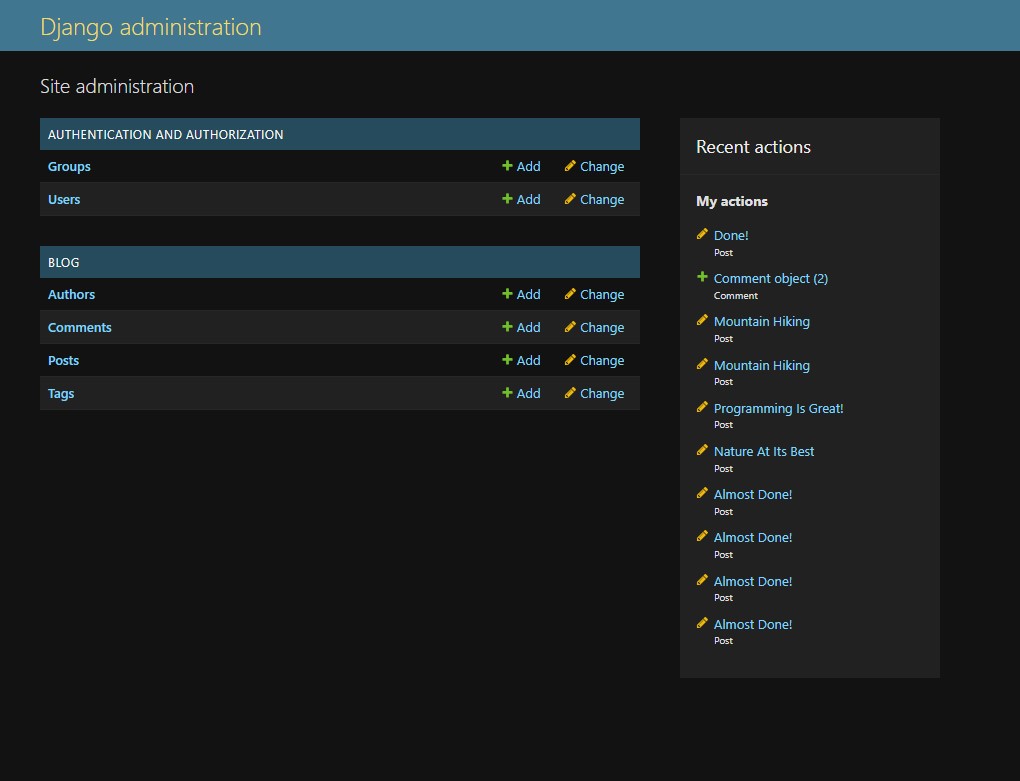 Django administration
Site administration
AUTHENTICATION AND AUTHORIZATION
Groups Add Change
Users Add Change
BLOG
Authors Add Change
Comments Add Change
Posts Add Change
Tags Add Change
Recent actions
My actions
Done!
Post
Comment object (2)
Comment
Mountain Hiking
Post
Mountain Hiking
Post
Programming Is Great!
Post
Nature At Its Best
Post
Almost Done!
Post
Almost Done!
Post
Almost Done!
Post
Almost Done!
Post